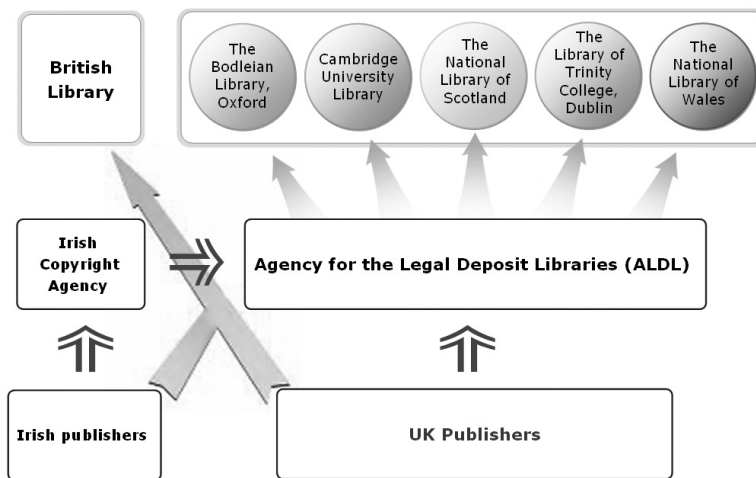 British
Library
The
Bodleian
Library,
Oxford
Cambridge
University
Library
The
National
Library of
Scotland
The
Library of
Trinity
College,
Dublin
The
National
Library of
Wales
Irish
Copyright
Agency
Agency for the Legal Deposit Libraries (ALDL)
Irish publishers
UK Publishers